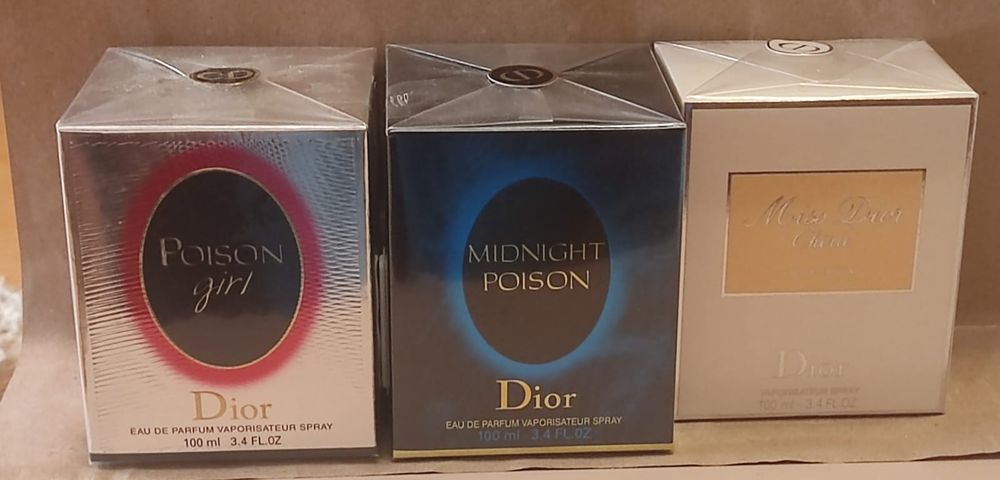 POISON
girl
Dior
EAU DE PARFUM VAPORISATEUR SPRAY
100 ml 3.4 FL.OZ
MIDNIGHT
POISON
Dior
EAU DE PARFUM VAPORISATEUR SPRAY
100 ml 3.4 FL.OZ
Miss Dior
Chérie
Dior
VAPORISATEUR SPRAY
100 ml - 3.4 FL.OZ